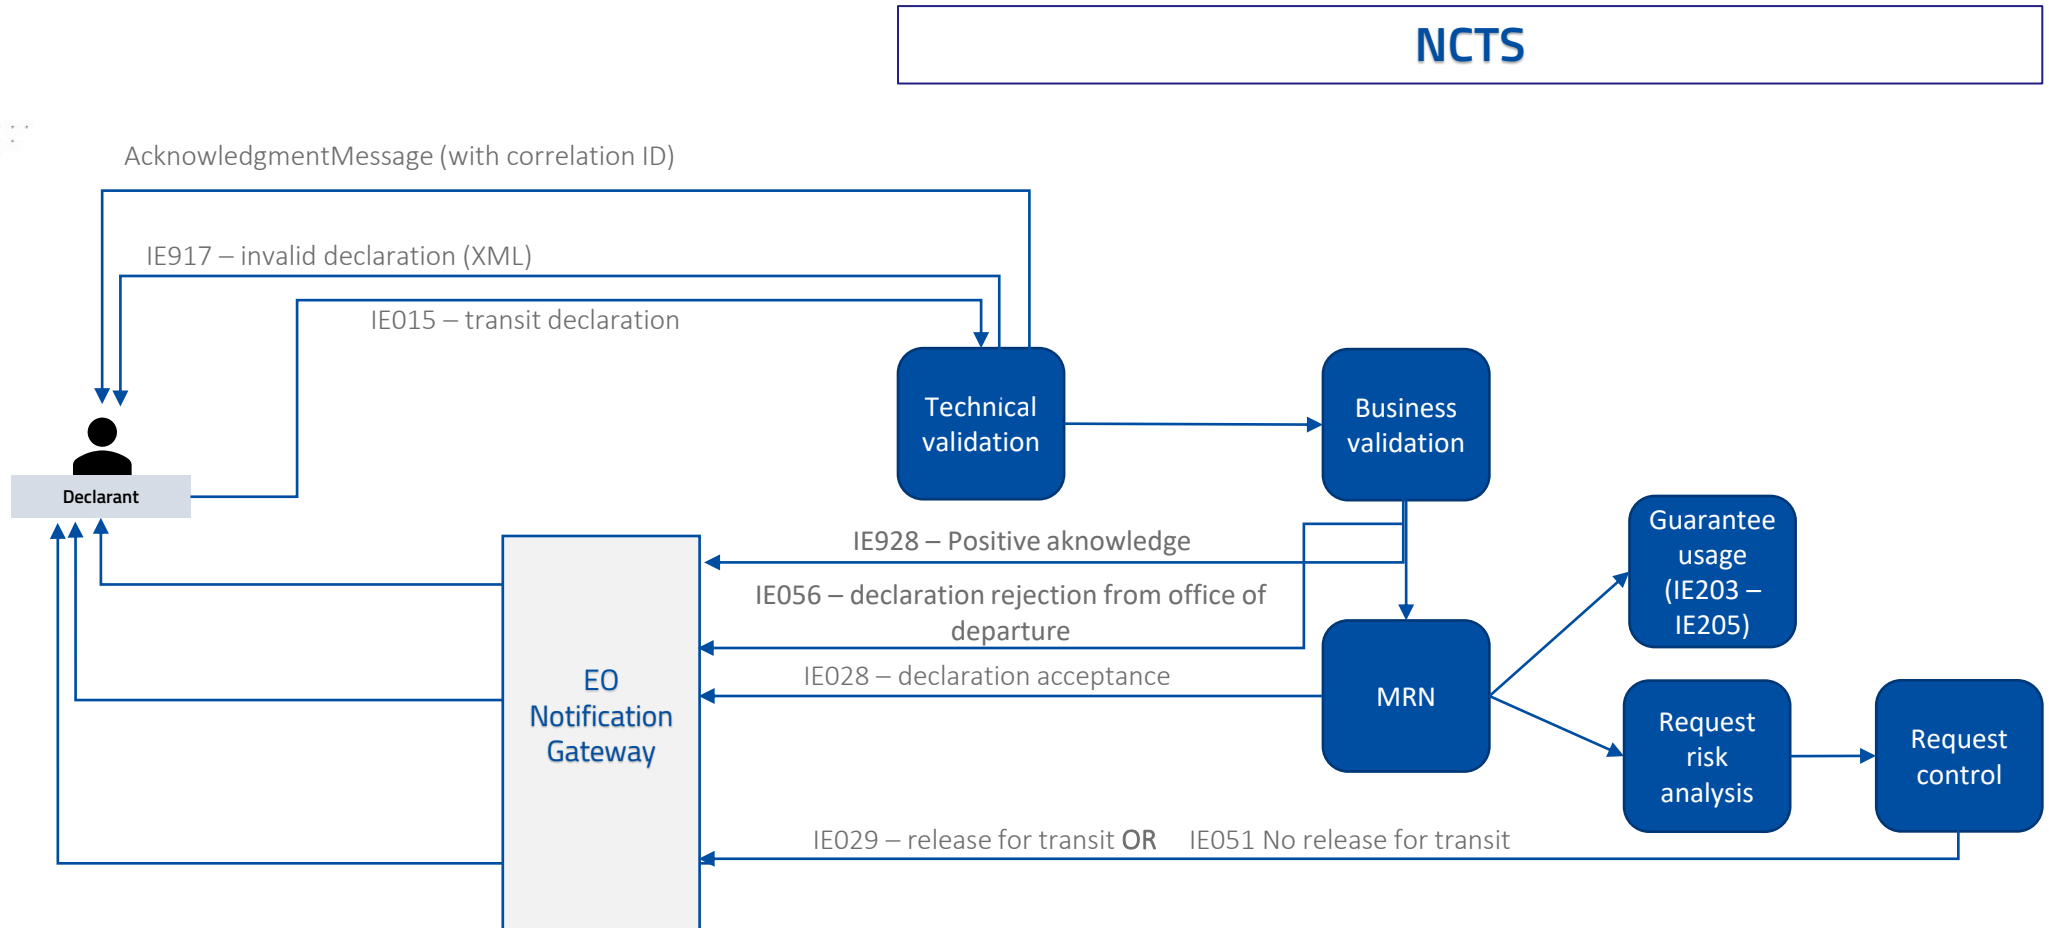 NCTS
AcknowledgmentMessage (with correlation ID)
IE917 – invalid declaration (XML)
IE015 – transit declaration
Technical
validation
Business
validation
Declarant
Guarantee
usage
(IE203 –
IE205)
IE928 – Positive aknowledge
IE056 – declaration rejection from office of
departure
IE028 – declaration acceptance
EO
Notification
Gateway
MRN
Request
risk
analysis
Request
control
IE029 – release for transit OR IE051 No release for transit